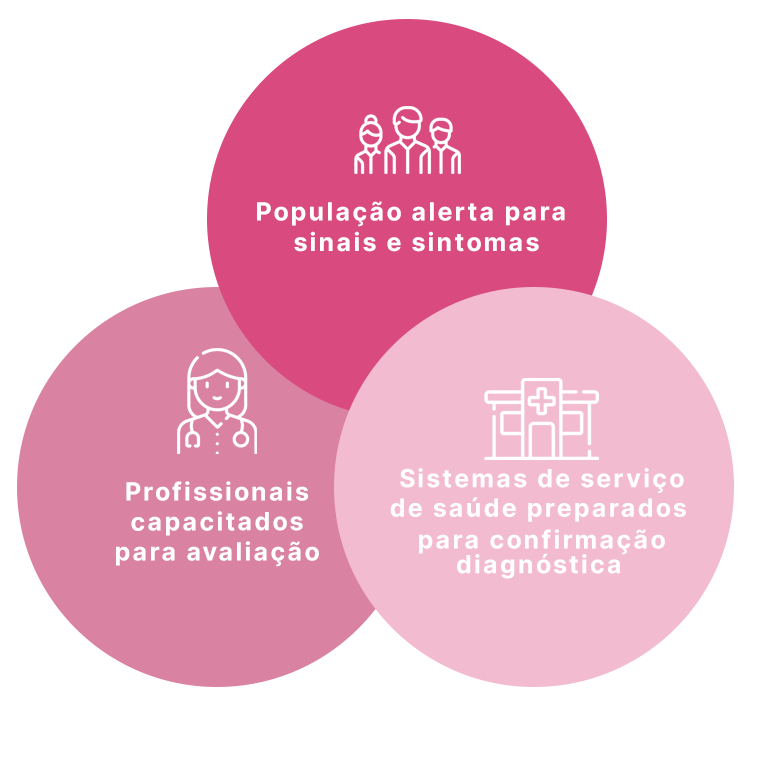 População alerta para
sinais e sintomas
Profissionais
capacitados
para avaliação
Sistemas de serviço
de saúde preparados
para confirmação
diagnóstica